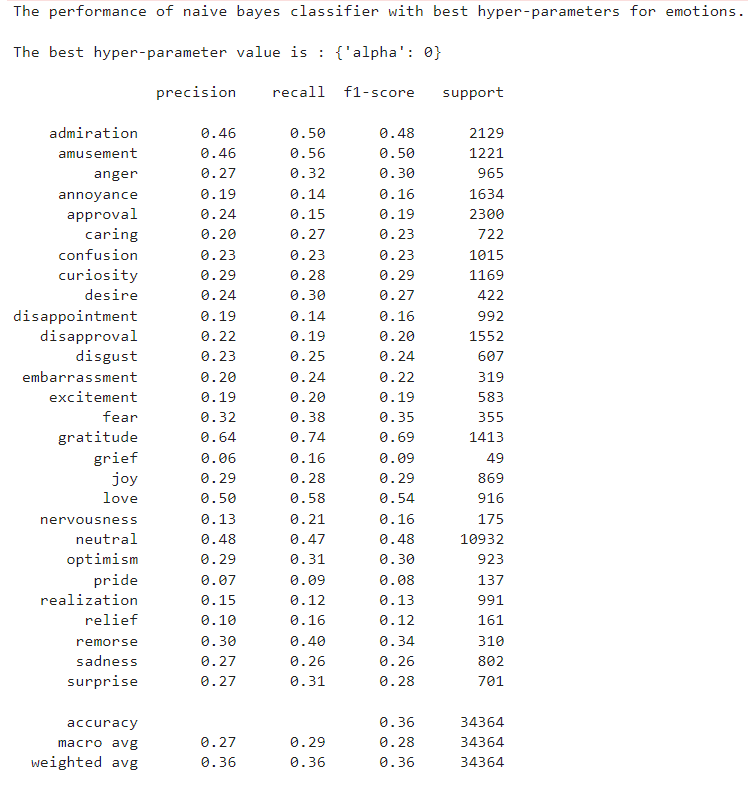 The performance of naive bayes classifier with best hyper-parameters for emotions.
The best hyper-parameter value is : {'alpha': 0}
precision recall f1-score support
admiration 0.46 0.50 0.48 2129
amusement 0.46 0.56 0.50 1221
anger 0.27 0.32 0.30 965
annoyance 0.19 0.14 0.16 1634
approval 0.24 0.15 0.19 2300
caring 0.20 0.27 0.23 722
confusion 0.23 0.23 0.23 1015
curiosity 0.29 0.28 0.29 1169
desire 0.24 0.30 0.27 422
disappointment 0.19 0.14 0.16 992
disapproval 0.22 0.19 0.20 1552
disgust 0.23 0.25 0.24 607
embarrassment 0.20 0.24 0.22 319
excitement 0.19 0.20 0.19 583
fear 0.32 0.38 0.35 355
gratitude 0.64 0.74 0.69 1413
grief 0.06 0.16 0.09 49
joy 0.29 0.28 0.29 869
love 0.50 0.58 0.54 916
nervousness 0.13 0.21 0.16 175
neutral 0.48 0.47 0.48 10932
optimism 0.29 0.31 0.30 923
pride 0.07 0.09 0.08 137
realization 0.15 0.12 0.13 991
relief 0.10 0.16 0.12 161
remorse 0.30 0.40 0.34 310
sadness 0.27 0.26 0.26 802
surprise 0.27 0.31 0.28 701
accuracy 0.36 34364
macro avg 0.27 0.29 0.28 34364
weighted avg 0.36 0.36 0.36 34364